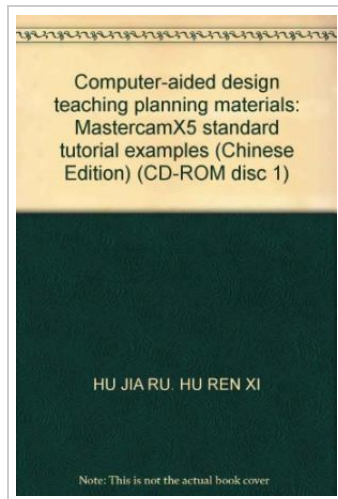 Computer-aided design
teaching planning materials:
MastercamX5 standard
tutorial examples (Chinese
Edition) (CD-ROM disc 1)
HU JIA RU. HU REN XI
Note: This is not the actual book cover